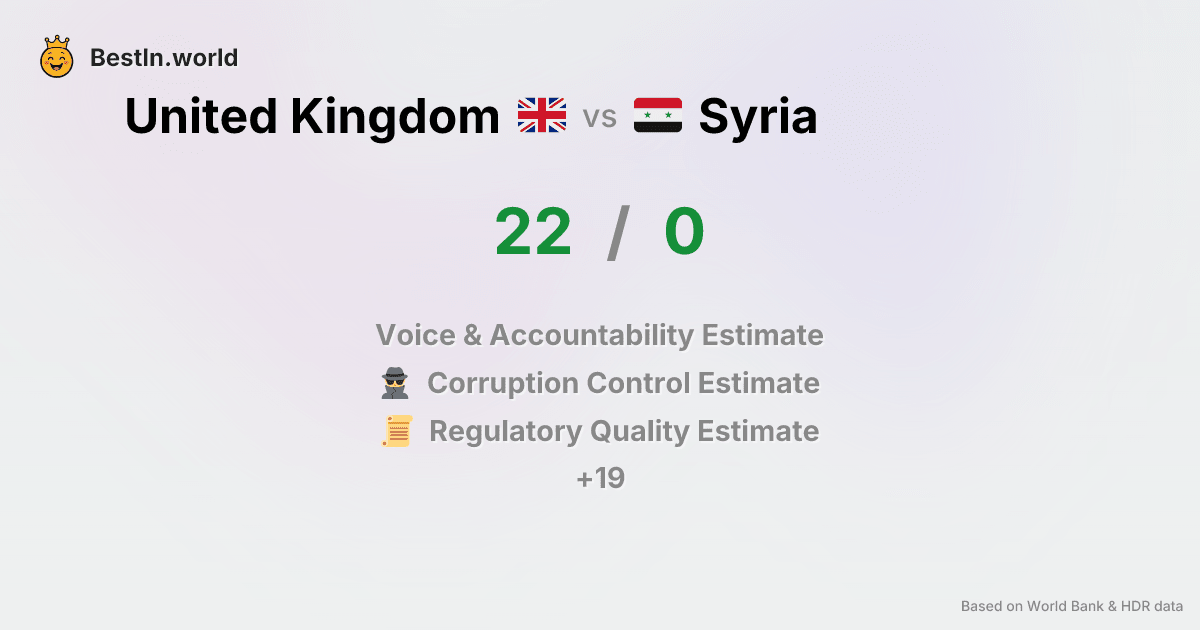 BestIn.world
United Kingdom vs Syria
22 / 0
Voice & Accountability Estimate
Corruption Control Estimate
Regulatory Quality Estimate
+19
Based on World Bank & HDR data